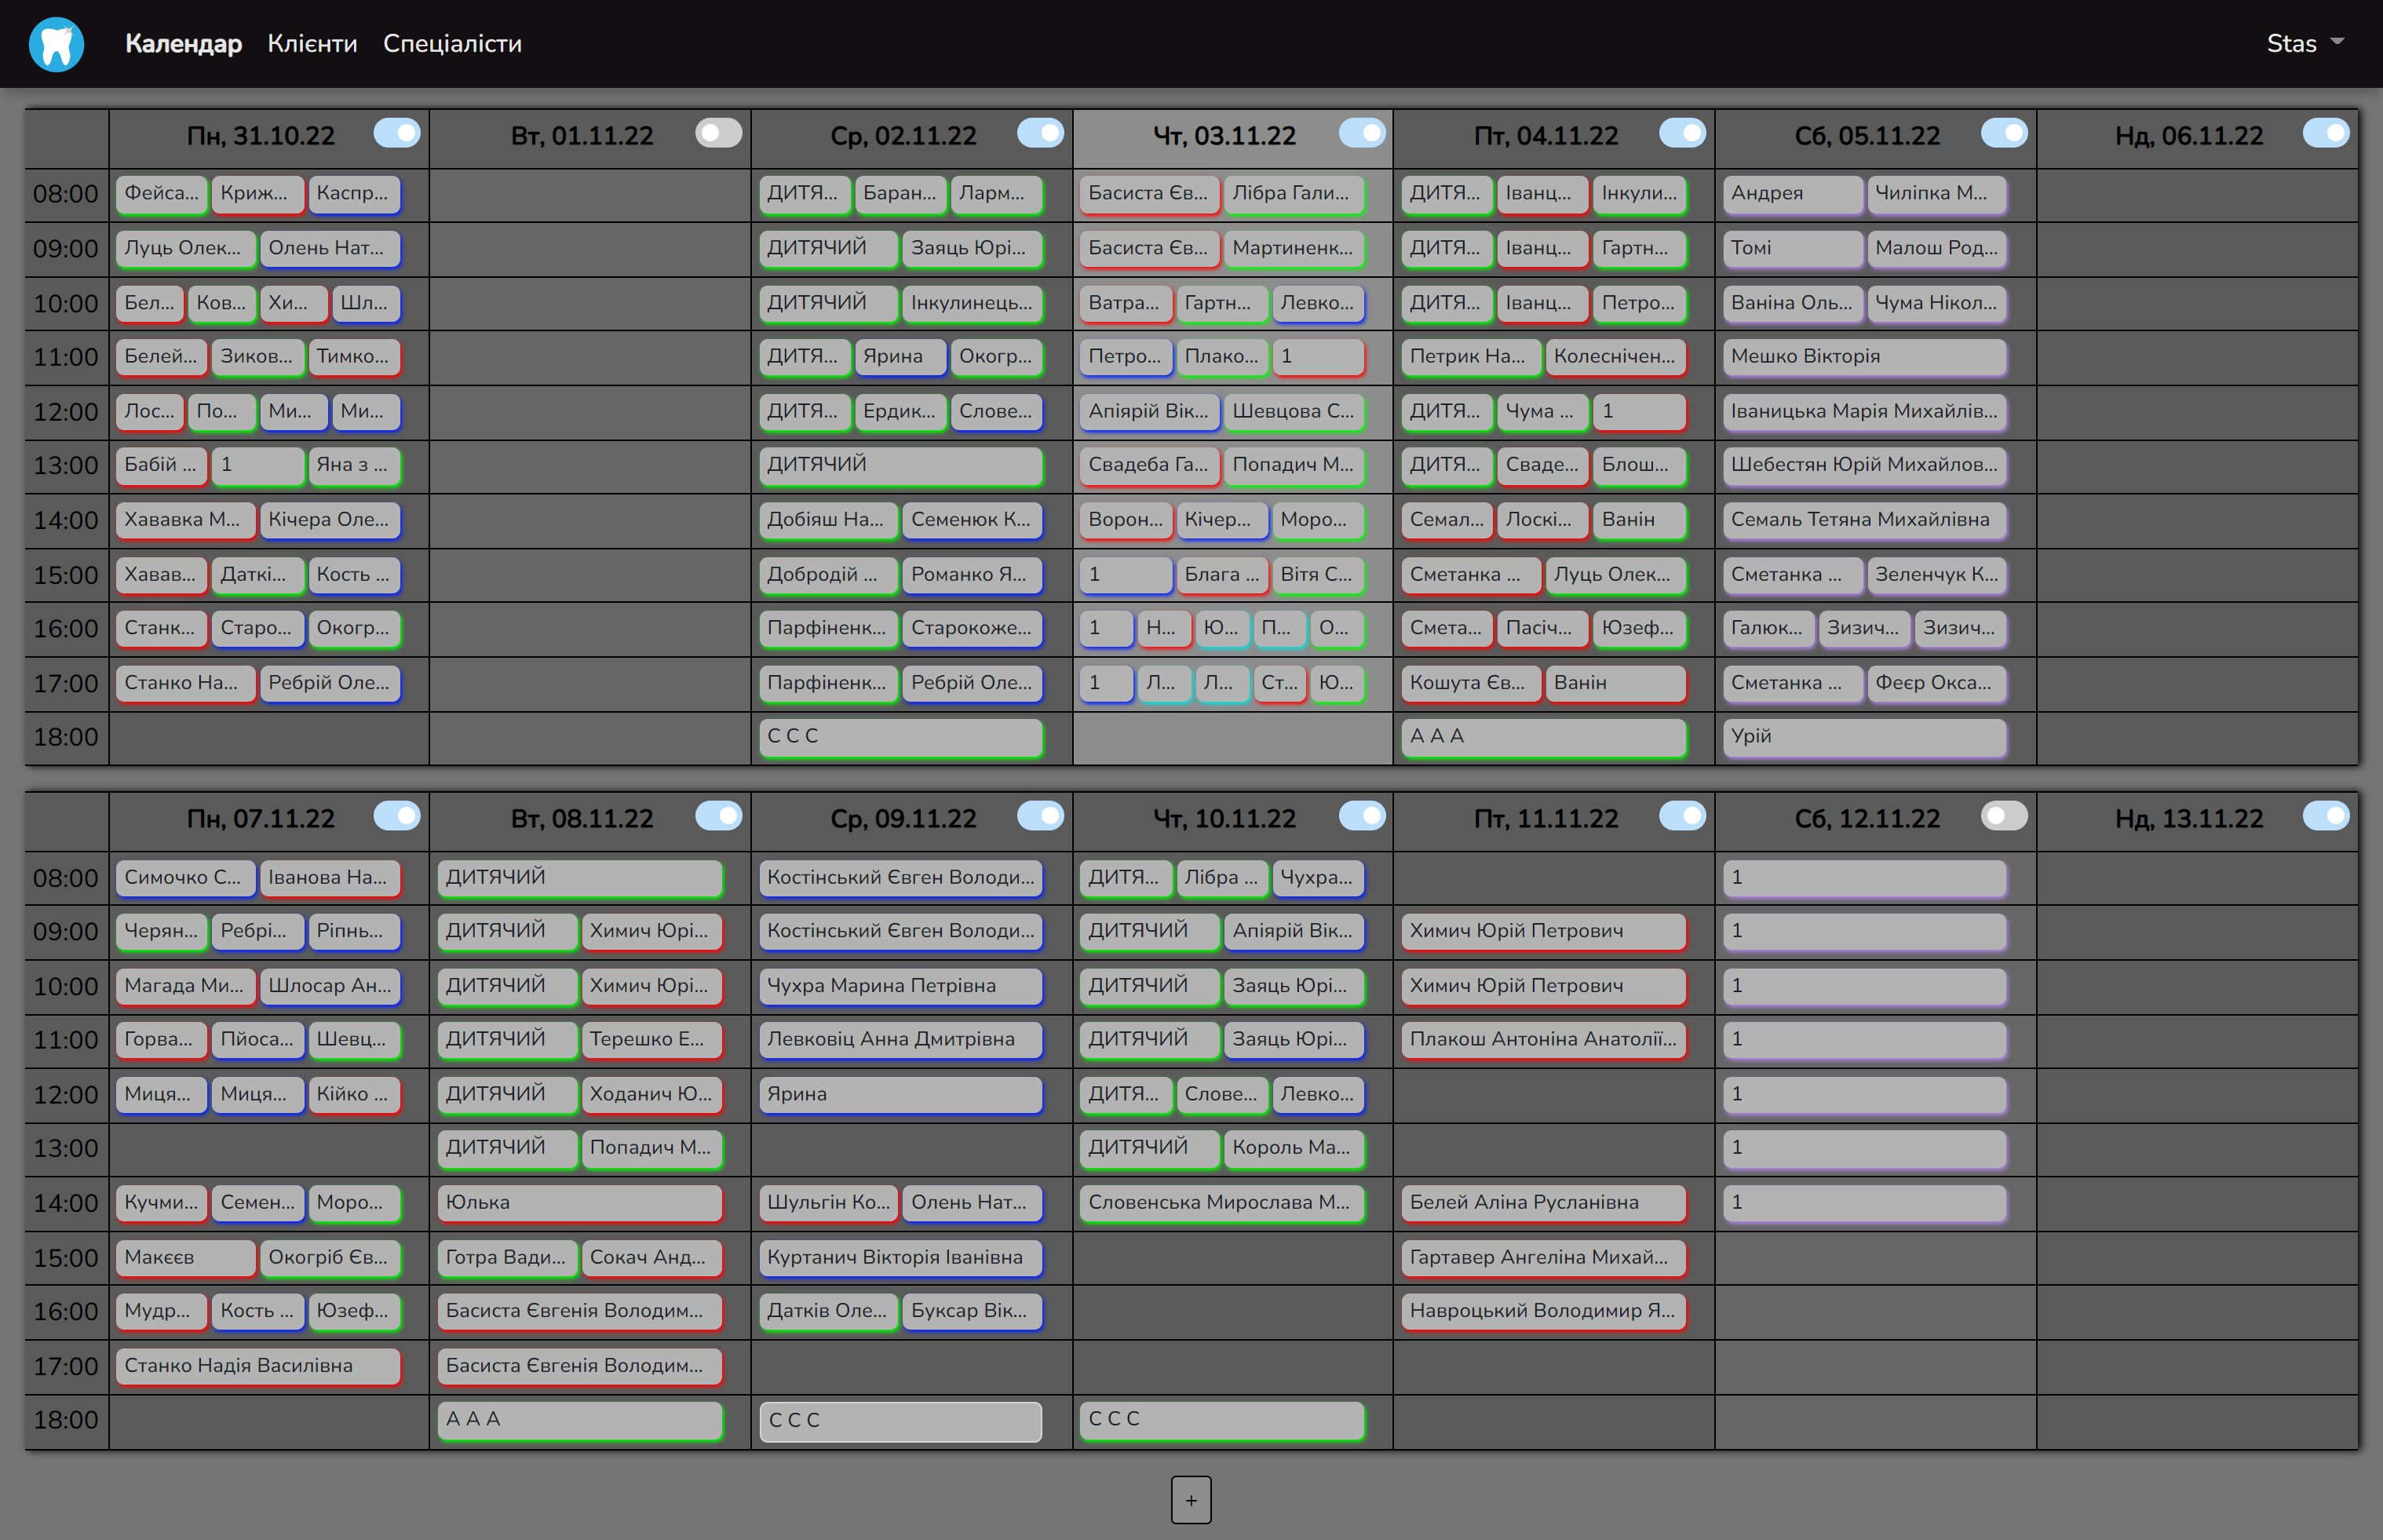 Календар Клієнти Спеціалісти Stas
Пн, 31.10.22 Вт, 01.11.22 Ср, 02.11.22 Чт, 03.11.22 Пт, 04.11.22 Сб, 05.11.22 Нд, 06.11.22
08:00 Фейса... Криж... Каспр... ДИТЯ... Баран... Ларм... Басиста Єв... Лібра Гали... ДИТЯ... Іванц... Інкули... Андрея Чиліпка М...
09:00 Луць Олек... Олень Нат... ДИТЯЧИЙ Заяць Юрі... Басиста Єв... Мартиненк... ДИТЯ... Іванц... Гартн... Томі Малош Род...
10:00 Бел... Ков... Хи... Шл... ДИТЯЧИЙ Інкулинець... Ватра... Гартн... Левко... ДИТЯ... Іванц... Петро... Ваніна Оль... Чума Нікол...
11:00 Белей... Зиков... Тимко... ДИТЯ... Ярина Окогр... Петро... Плако... 1 Петрик На... Колеснічен... Мешко Вікторія
12:00 Лос... По... Ми... Ми... ДИТЯ... Ердик... Слове... Апіярій Вік... Шевцова С... ДИТЯ... Чума ... 1 Іваницька Марія Михайлів...
13:00 Бабій ... 1 Яна з ... ДИТЯЧИЙ Свадеба Га... Попадич М... ДИТЯ... Сваде... Блош... Шебестян Юрій Михайлов...
14:00 Хававка М... Кічера Оле... Добіяш На... Семенюк К... Ворон... Кічер... Моро... Семал... Лоскі... Ванін Семаль Тетяна Михайлівна
15:00 Хавав... Даткі... Кость ... Добродій ... Романко Я... 1 Блага ... Вітя С... Сметанка ... Луць Олек... Сметанка ... Зеленчук К...
16:00 Станк... Старо... Окогр... Парфіненк... Старокоже... 1 Н... Ю... П... О... Смета... Пасіч... Юзеф... Галюк... Зизич... Зизич...
17:00 Станко На... Ребрій Оле... Парфіненк... Ребрій Оле... 1 Л... Л... Ст... Ю... Кошута Єв... Ванін Сметанка ... Феєр Окса...
18:00 С С С А А А Урій
Пн, 07.11.22 Вт, 08.11.22 Ср, 09.11.22 Чт, 10.11.22 Пт, 11.11.22 Сб, 12.11.22 Нд, 13.11.22
08:00 Симочко С... Іванова На... ДИТЯЧИЙ Костінський Євген Володи... ДИТЯ... Лібра ... Чухра... 1
09:00 Черян... Ребрі... Ріпнь... ДИТЯЧИЙ Химич Юрі... Костінський Євген Володи... ДИТЯЧИЙ Апіярій Вік... Химич Юрій Петрович 1
10:00 Магада Ми... Шлосар Ан... ДИТЯЧИЙ Химич Юрі... Чухра Марина Петрівна ДИТЯЧИЙ Заяць Юрі... Химич Юрій Петрович 1
11:00 Горва... Пйоса... Шевц... ДИТЯЧИЙ Терешко Е... Левковіц Анна Дмитрівна ДИТЯЧИЙ Заяць Юрі... Плакош Антоніна Анатолії... 1
12:00 Миця... Миця... Кійко ... ДИТЯЧИЙ Ходанич Ю... Ярина ДИТЯ... Слове... Левко... 1
13:00 ДИТЯЧИЙ Попадич М... ДИТЯЧИЙ Король Ма... 1
14:00 Кучми... Семен... Моро... Юлька Шульгін Ко... Олень Нат... Словенська Мирослава М... Белей Аліна Русланівна 1
15:00 Макєєв Окогріб Єв... Готра Вади... Сокач Анд... Куртанич Вікторія Іванівна Гартавер Ангеліна Михай...
16:00 Мудр... Кость ... Юзеф... Басиста Євгенія Володим... Датків Оле... Буксар Вік... Навроцький Володимир Я...
17:00 Станко Надія Василівна Басиста Євгенія Володим...
18:00 А А А С С С С С С
+